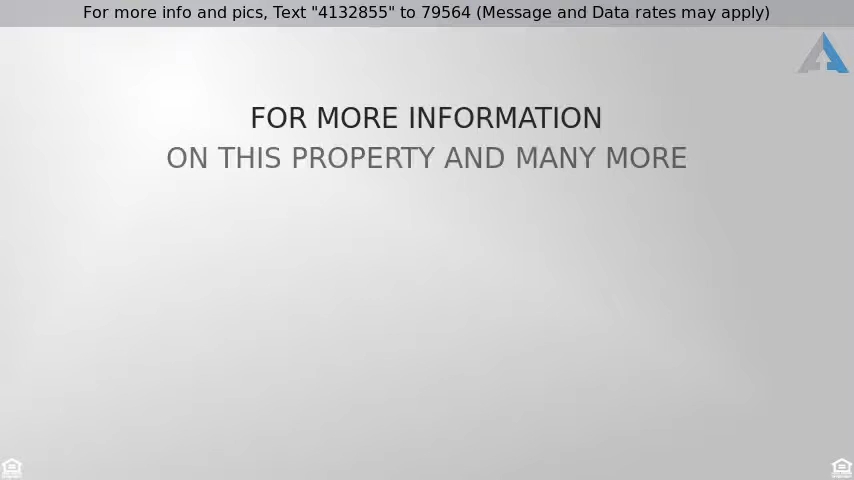 For more info and pics, Text "4132855" to 79564 (Message and Data rates may apply)
FOR MORE INFORMATION
ON THIS PROPERTY AND MANY MORE